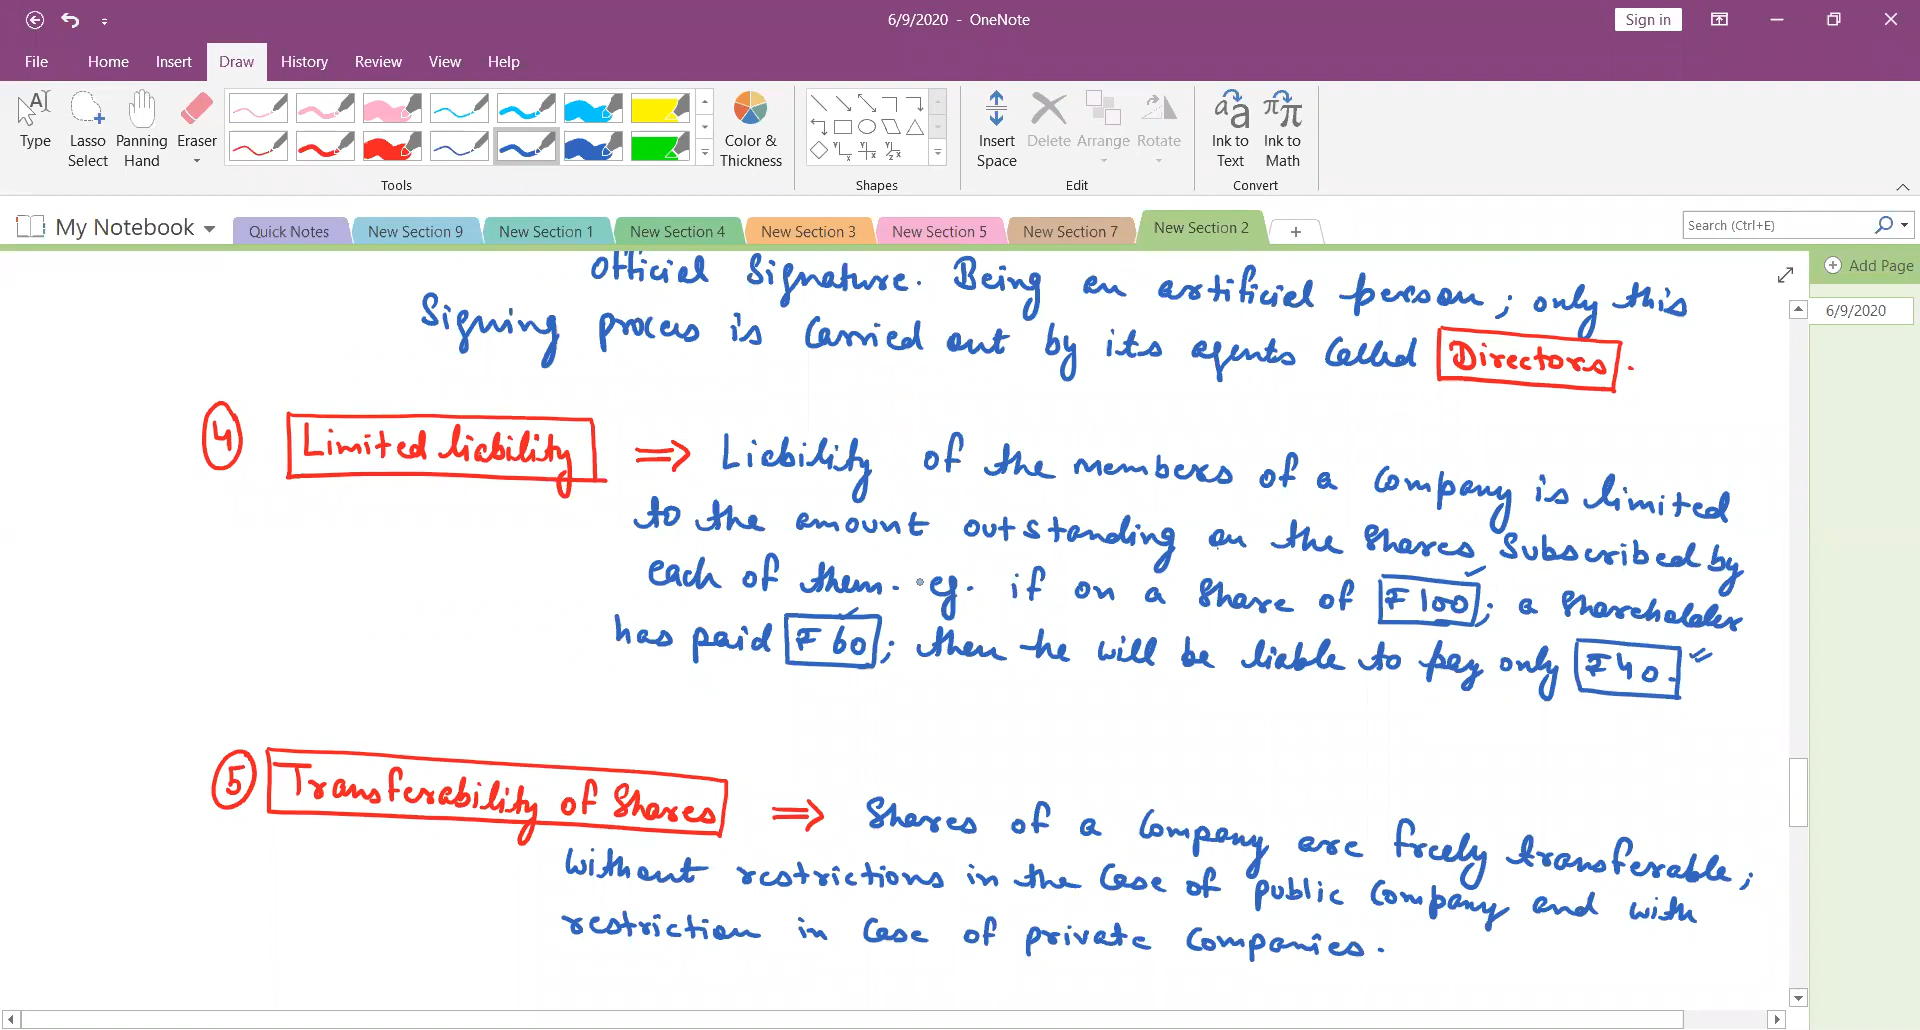 6/9/2020 - OneNote
Sign in
File Home Insert Draw History Review View Help
Type
Lasso Select
Panning Hand
Eraser
Color & Thickness
Insert Space
Delete
Arrange
Rotate
Ink to Text
Ink to Math
Tools Shapes Edit Convert
My Notebook Quick Notes New Section 9 New Section 1 New Section 4 New Section 3 New Section 5 New Section 7 New Section 2 + Search (Ctrl+E)
Add Page
6/9/2020
Official Signature. Being an artificial person; only this
Signing process is Carried out by its agents Called Directors.
④ Limited liability ⇒ Liability of the members of a Company is limited
to the amount outstanding on the Shares Subscribed by
each of them. eg. if on a Share of ₹100; a Shareholder
has paid ₹60; then he will be liable to pay only ₹40.
⑤ Transferability of Shares ⇒ Shares of a Company are freely transferable;
without restrictions in the Case of public Company and with
restriction in Case of private Companies.